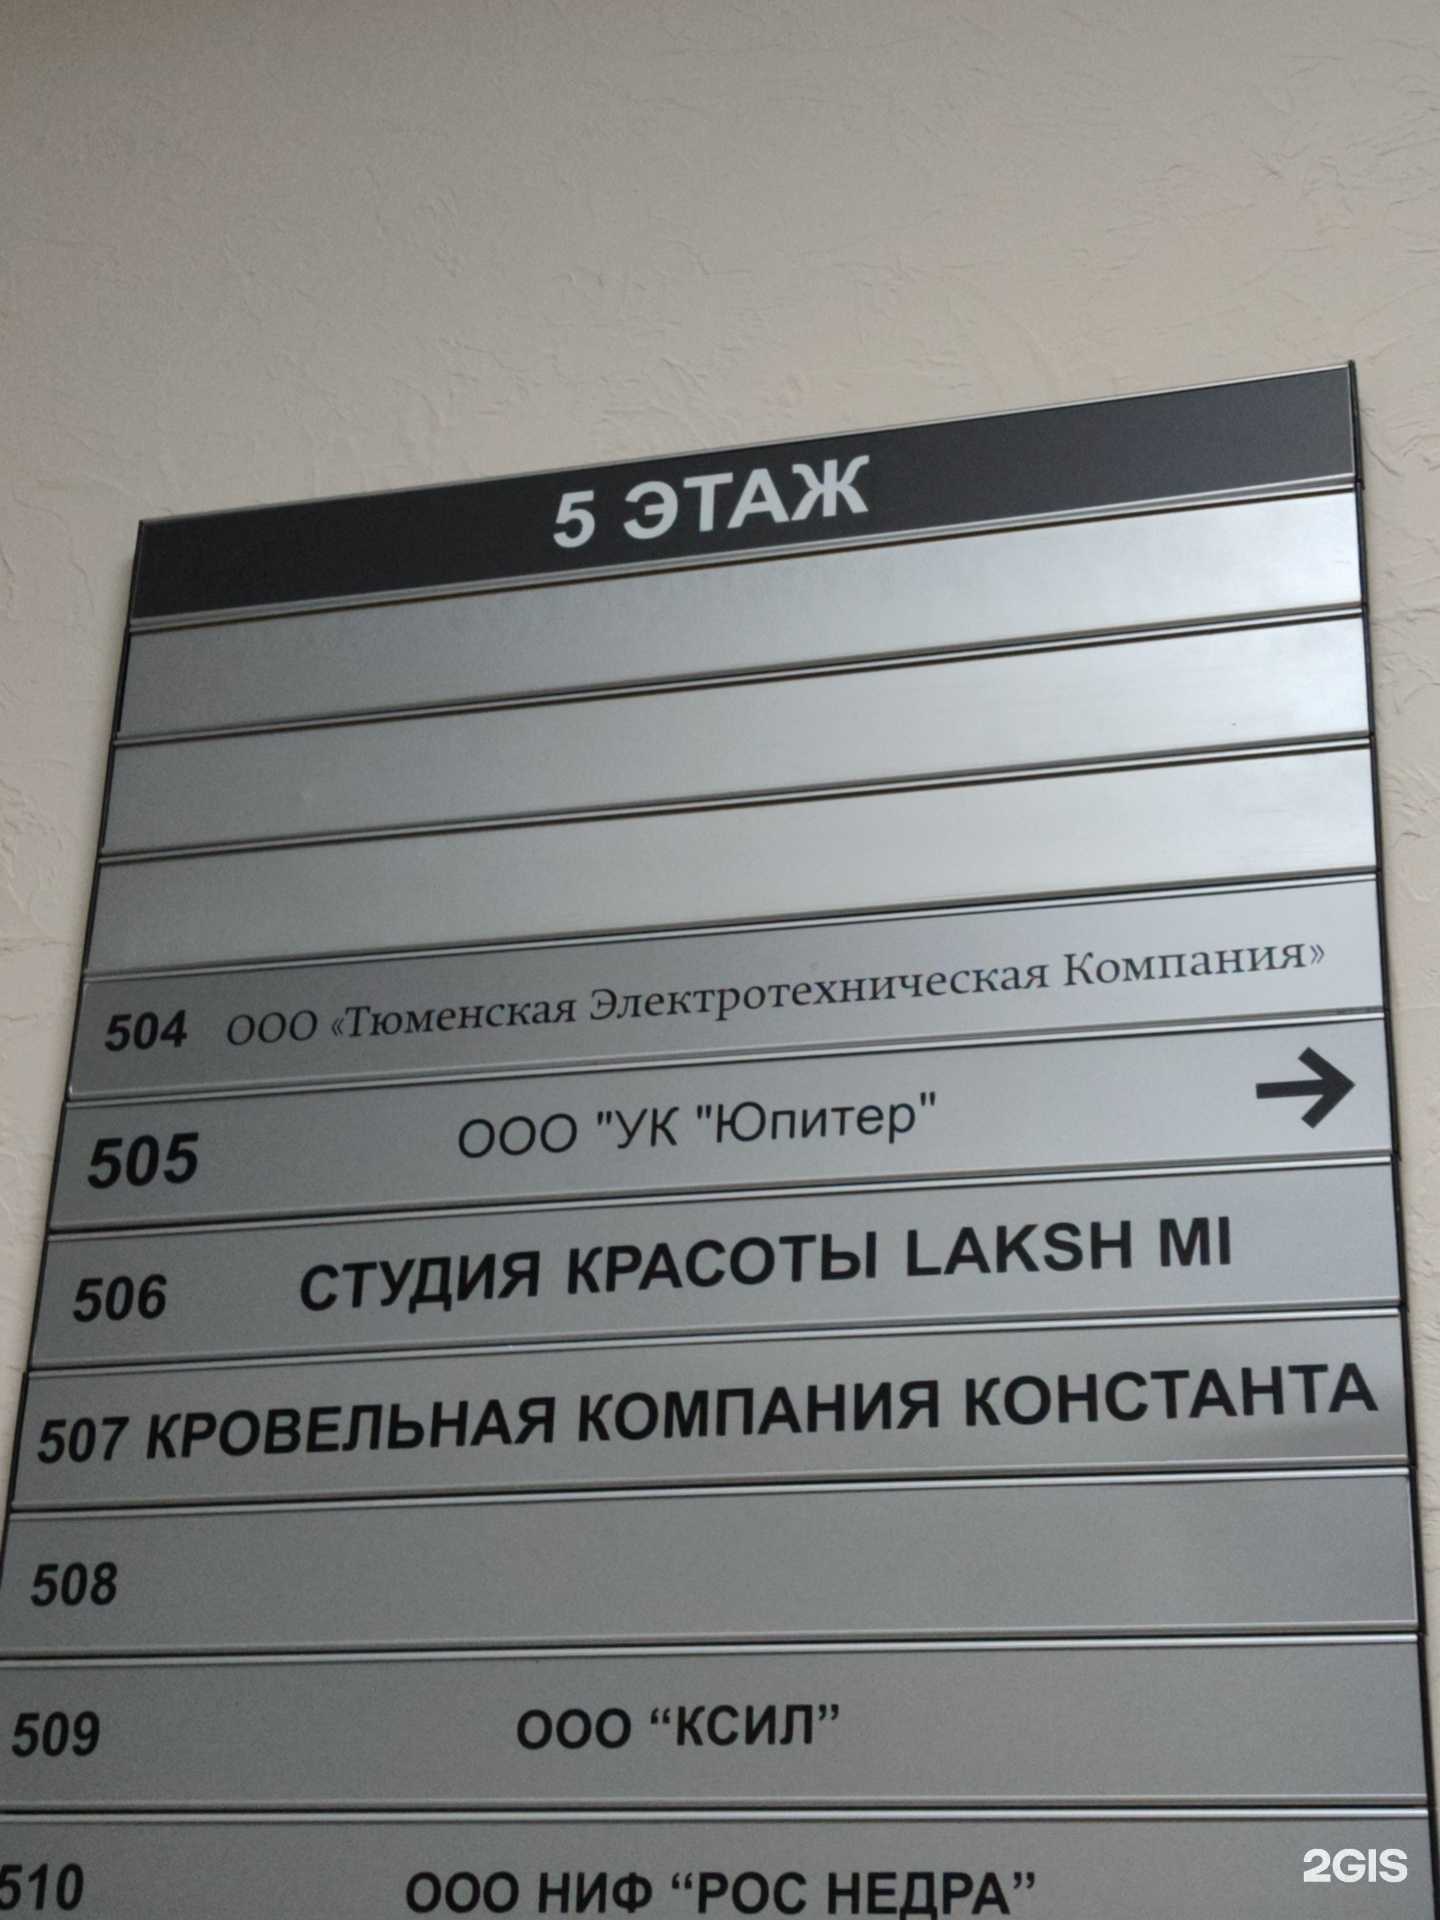 5 ЭТАЖ
504 ООО «Тюменская Электротехническая Компания»
505 ООО "УК "Юпитер"
506 СТУДИЯ КРАСОТЫ LAKSH MI
507 КРОВЕЛЬНАЯ КОМПАНИЯ КОНСТАНТА
508
509 ООО “КСИЛ”
510 ООО НИФ “РОС НЕДРА”
2GIS